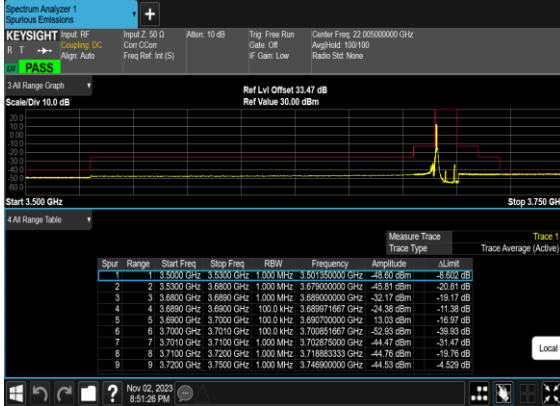 Spectrum Analyzer 1
Spurious Emissions
+
KEYSIGHT Input: RF Input Z: 50 Ω Atten: 10 dB Trig: Free Run Center Freq: 22.005000000 GHz
R T Coupling: DC Corr CCorr Gate: Off Avg|Hold: 100/100
Align: Auto Freq Ref: Int (S) IF Gain: Low Radio Std: None
LXI PASS
3 All Range Graph
Ref Lvl Offset 33.47 dB
Scale/Div 10.0 dB Ref Value 30.00 dBm
20.0
10.0
0.00
-10.0
-20.0
-30.0
-40.0
-50.0
-60.0
Start 3.500 GHz Stop 3.750 GH
4 All Range Table
Measure Trace Trace 1
Trace Type Trace Average (Active)
Spur Range Start Freq Stop Freq RBW Frequency Amplitude ΔLimit
1 1 3.5000 GHz 3.5300 GHz 1.000 MHz 3.501350000 GHz -48.60 dBm -8.602 dB
2 2 3.5300 GHz 3.6800 GHz 1.000 MHz 3.679000000 GHz -45.81 dBm -20.81 dB
3 3 3.6800 GHz 3.6890 GHz 1.000 MHz 3.689000000 GHz -32.17 dBm -19.17 dB
4 4 3.6890 GHz 3.6900 GHz 100.0 kHz 3.689971667 GHz -24.38 dBm -11.38 dB
5 5 3.6900 GHz 3.7000 GHz 100.0 kHz 3.690700000 GHz 13.03 dBm -16.97 dB
6 6 3.7000 GHz 3.7010 GHz 100.0 kHz 3.700851667 GHz -52.93 dBm -39.93 dB
7 7 3.7010 GHz 3.7100 GHz 1.000 MHz 3.702875000 GHz -44.47 dBm -31.47 dB
8 8 3.7100 GHz 3.7200 GHz 1.000 MHz 3.718883333 GHz -44.76 dBm -19.76 dB
9 9 3.7200 GHz 3.7500 GHz 1.000 MHz 3.746900000 GHz -44.53 dBm -4.529 dB
Local
? Nov 02, 2023
8:51:26 PM